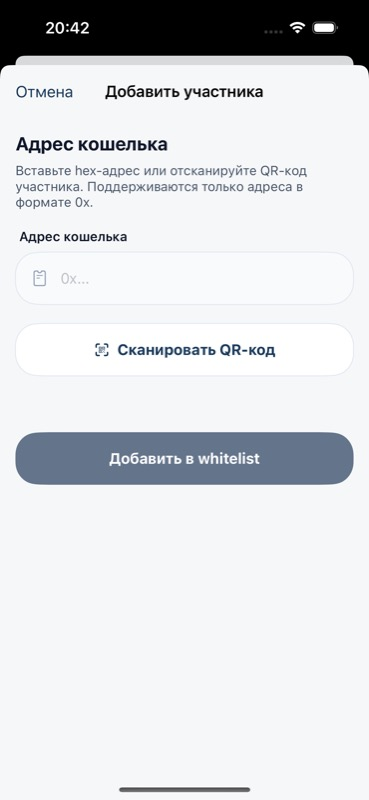 20:42
Отмена
Добавить участника
Адрес кошелька
Вставьте hex-адрес или отсканируйте QR-код
участника. Поддерживаются только адреса в
формате 0x.
Адрес кошелька
0x...
Сканировать QR-код
Добавить в whitelist